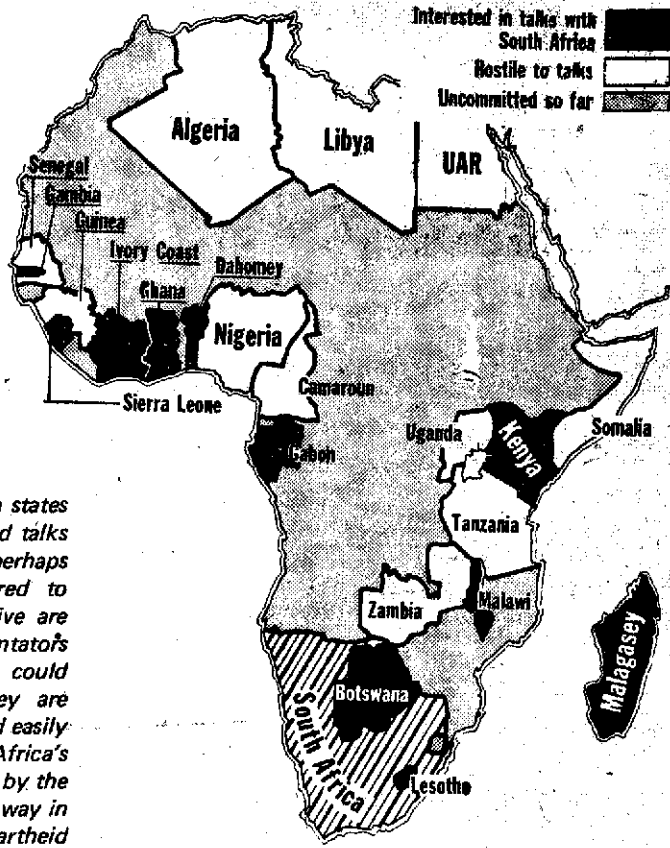 Interested in talks with
South Africa
Hostile to talks
Uncommitted so far
Algeria
Libya
UAR
Senegal
Gambia
Guinea
Ivory Coast
Ghana
Dahomey
Nigeria
Camaroun
Sierra Leone
Gabon
Uganda
Kenya
Somalia
Tanzania
Zambia
Malawi
Malagasey
Botswana
South Africa
Lesotho
states
d talks
perhaps
red to
ive are
ntators
could
ey are
d easily
Africa's
by the
way in
artheid